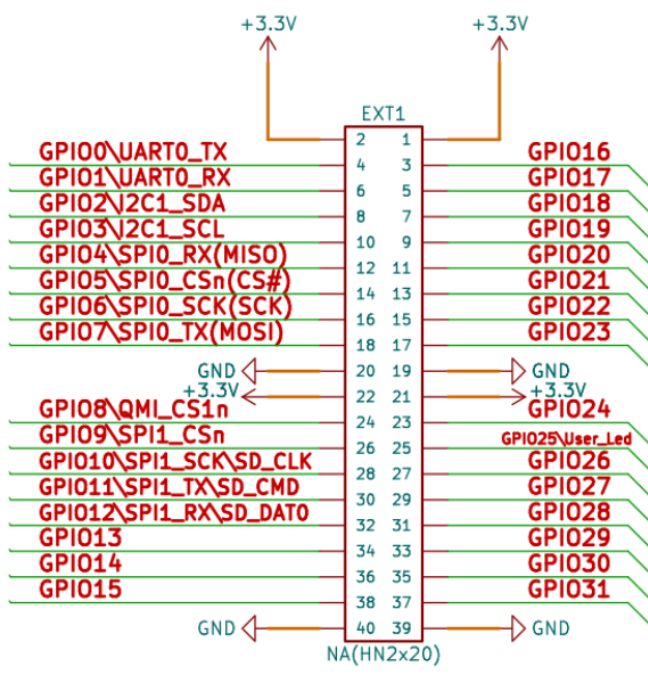 +3.3V +3.3V
EXT1
2 1
GPIO0\UART0_TX 4 3 GPIO16
GPIO1\UART0_RX 6 5 GPIO17
GPIO2\I2C1_SDA 8 7 GPIO18
GPIO3\I2C1_SCL 10 9 GPIO19
GPIO4\SPI0_RX(MISO) 12 11 GPIO20
GPIO5\SPI0_CSn(CS#) 14 13 GPIO21
GPIO6\SPI0_SCK(SCK) 16 15 GPIO22
GPIO7\SPI0_TX(MOSI) 18 17 GPIO23
GND 20 19 GND
+3.3V 22 21 +3.3V
GPIO8\QMI_CS1n 24 23 GPIO24
GPIO9\SPI1_CSn 26 25 GPIO25\User_Led
GPIO10\SPI1_SCK\SD_CLK 28 27 GPIO26
GPIO11\SPI1_TX\SD_CMD 30 29 GPIO27
GPIO12\SPI1_RX\SD_DAT0 32 31 GPIO28
GPIO13 34 33 GPIO29
GPIO14 36 35 GPIO30
GPIO15 38 37 GPIO31
GND 40 39 GND
NA(HN2x20)